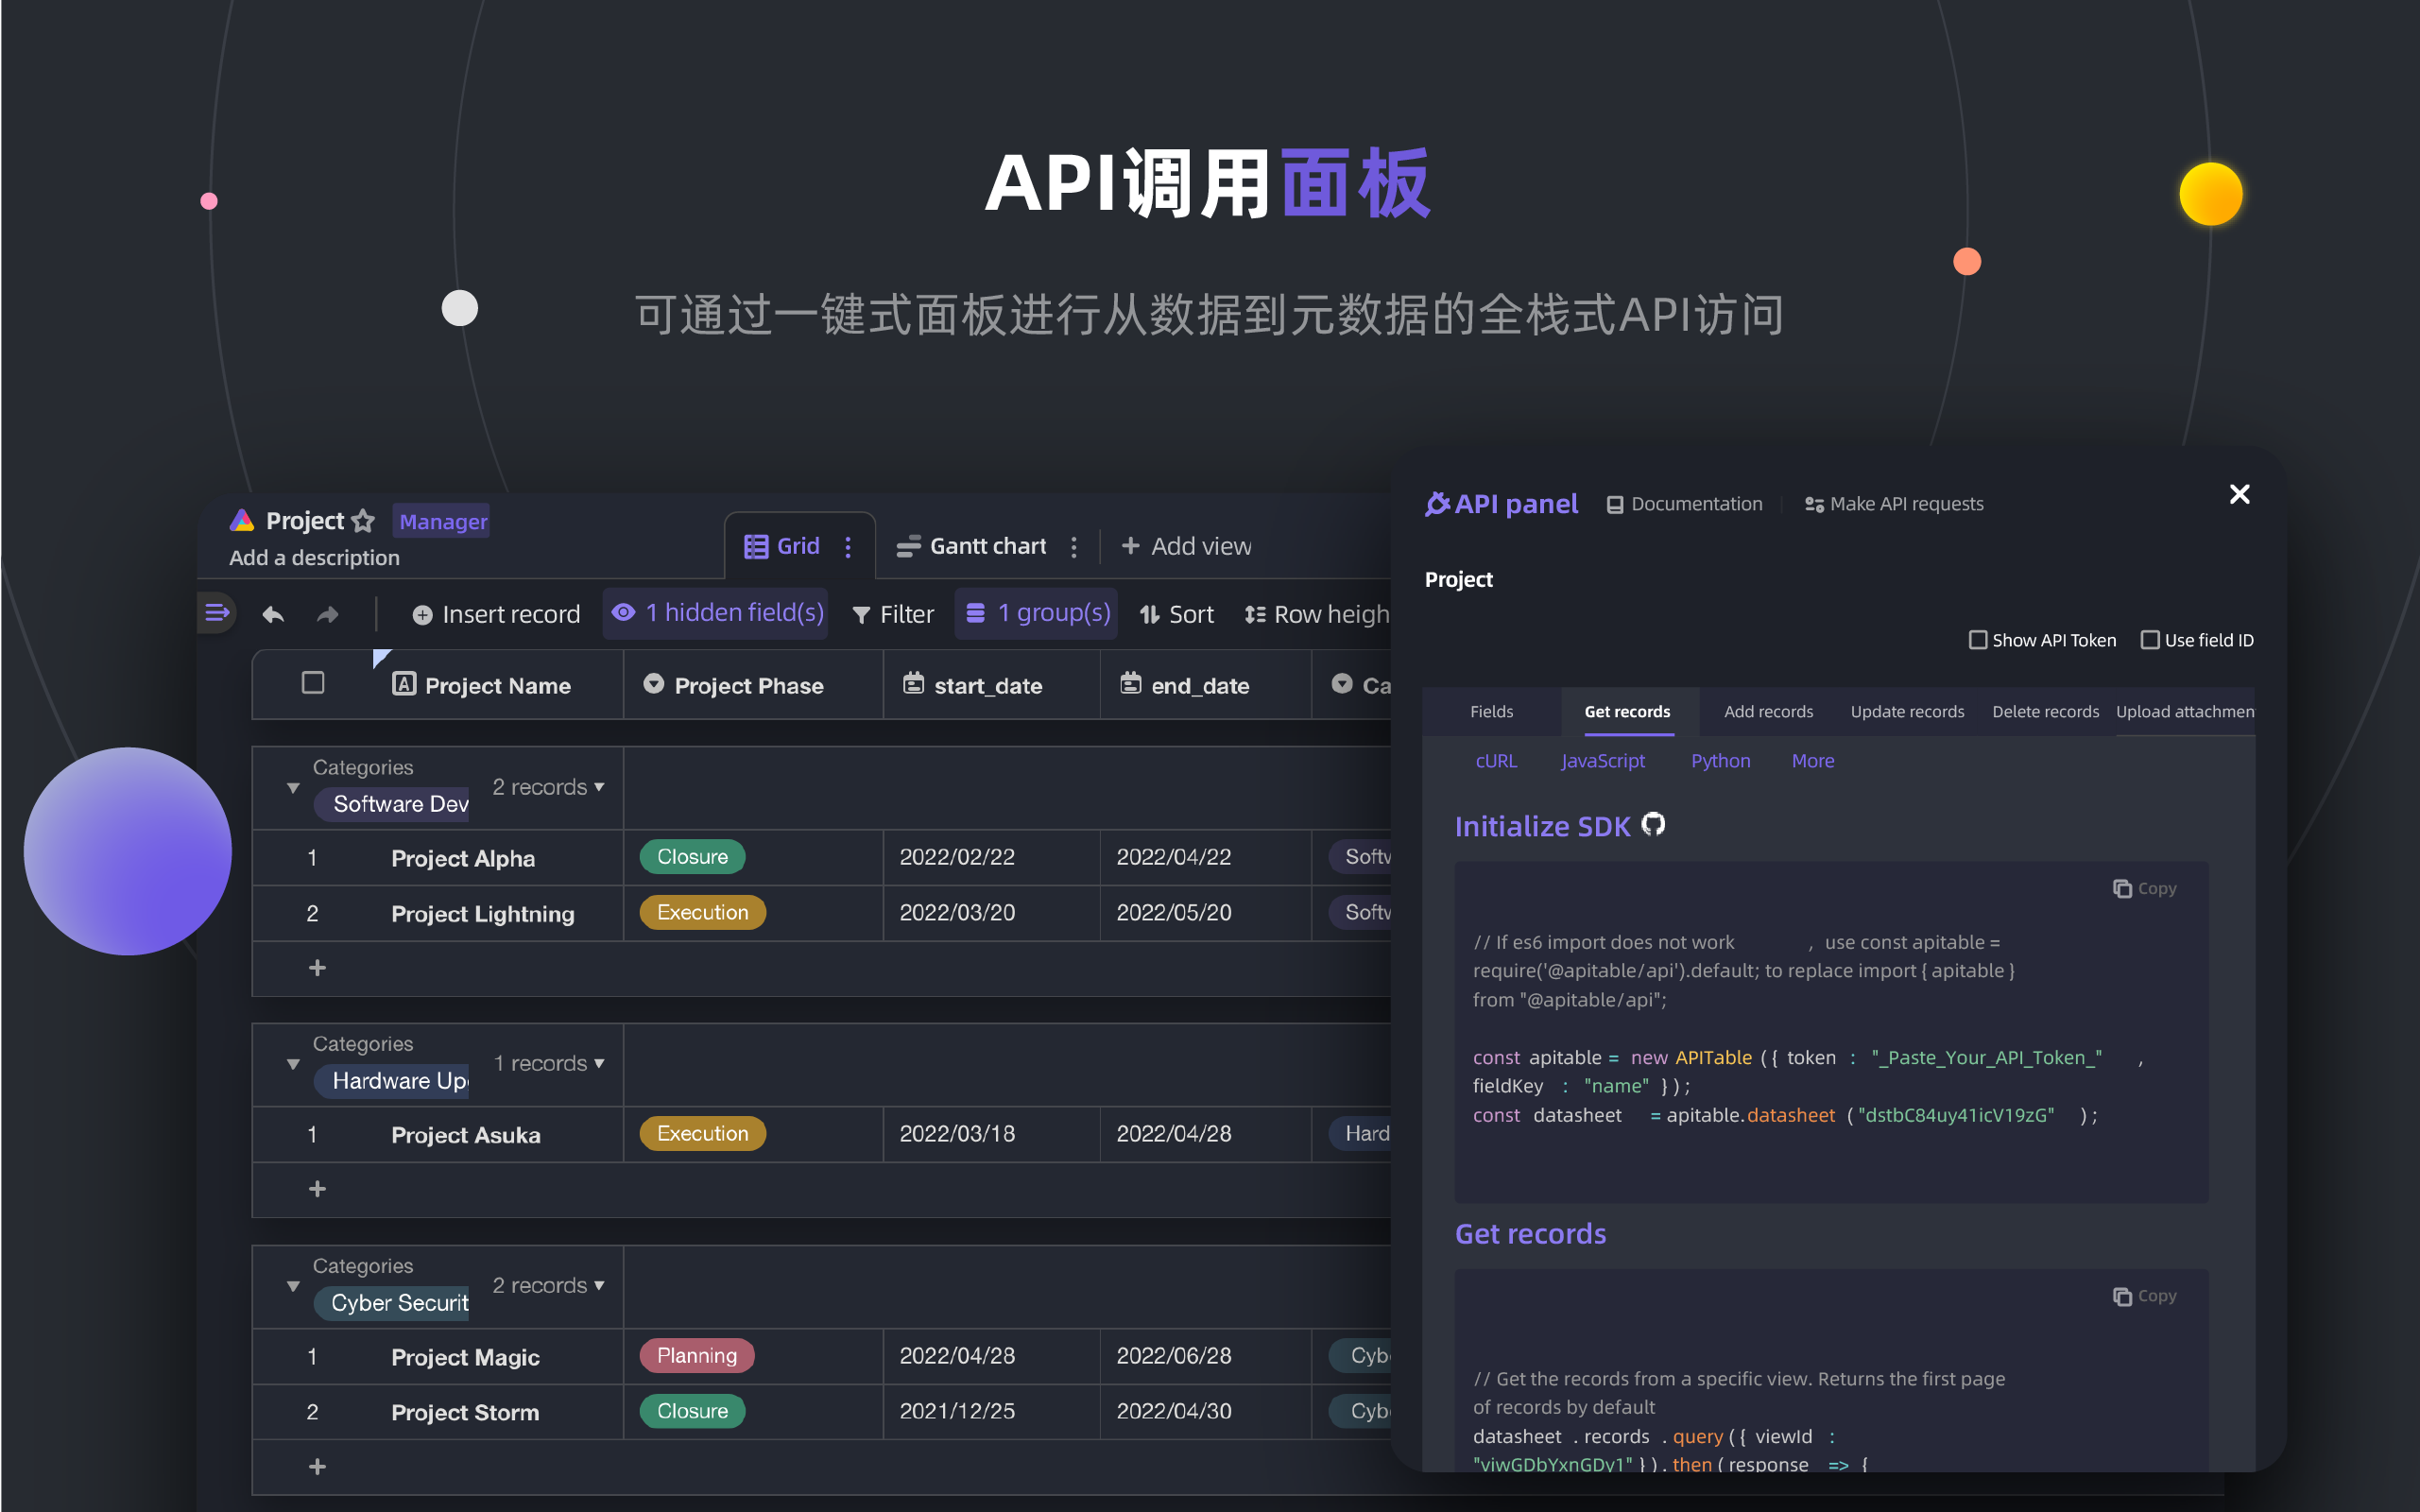 API调用面板
可通过一键式面板进行从数据到元数据的全栈式API访问
Project Manager
Add a description
Grid Gantt chart Add view
Insert record 1 hidden field(s) Filter 1 group(s) Sort Row heigh
Project Name Project Phase start_date end_date Ca
Categories
Software Dev 2 records
1 Project Alpha Closure 2022/02/22 2022/04/22 Softw
2 Project Lightning Execution 2022/03/20 2022/05/20 Softw
+
Categories
Hardware Up 1 records
1 Project Asuka Execution 2022/03/18 2022/04/28 Hard
+
Categories
Cyber Securit 2 records
1 Project Magic Planning 2022/04/28 2022/06/28 Cybe
2 Project Storm Closure 2021/12/25 2022/04/30 Cybe
+
API panel Documentation Make API requests
Project
Show API Token Use field ID
Fields Get records Add records Update records Delete records Upload attachmen
cURL JavaScript Python More
Initialize SDK
Copy
// If es6 import does not work , use const apitable =
require('@apitable/api').default; to replace import { apitable }
from "@apitable/api";
const apitable = new APITable ({ token : "_Paste_Your_API_Token_" ,
fieldKey : "name" });
const datasheet = apitable.datasheet ("dstbC84uy41icV19zG" );
Get records
Copy
// Get the records from a specific view. Returns the first page
of records by default
datasheet . records . query ({ viewId :
"viwGDbYxnGDy1" }) . then ( response => {